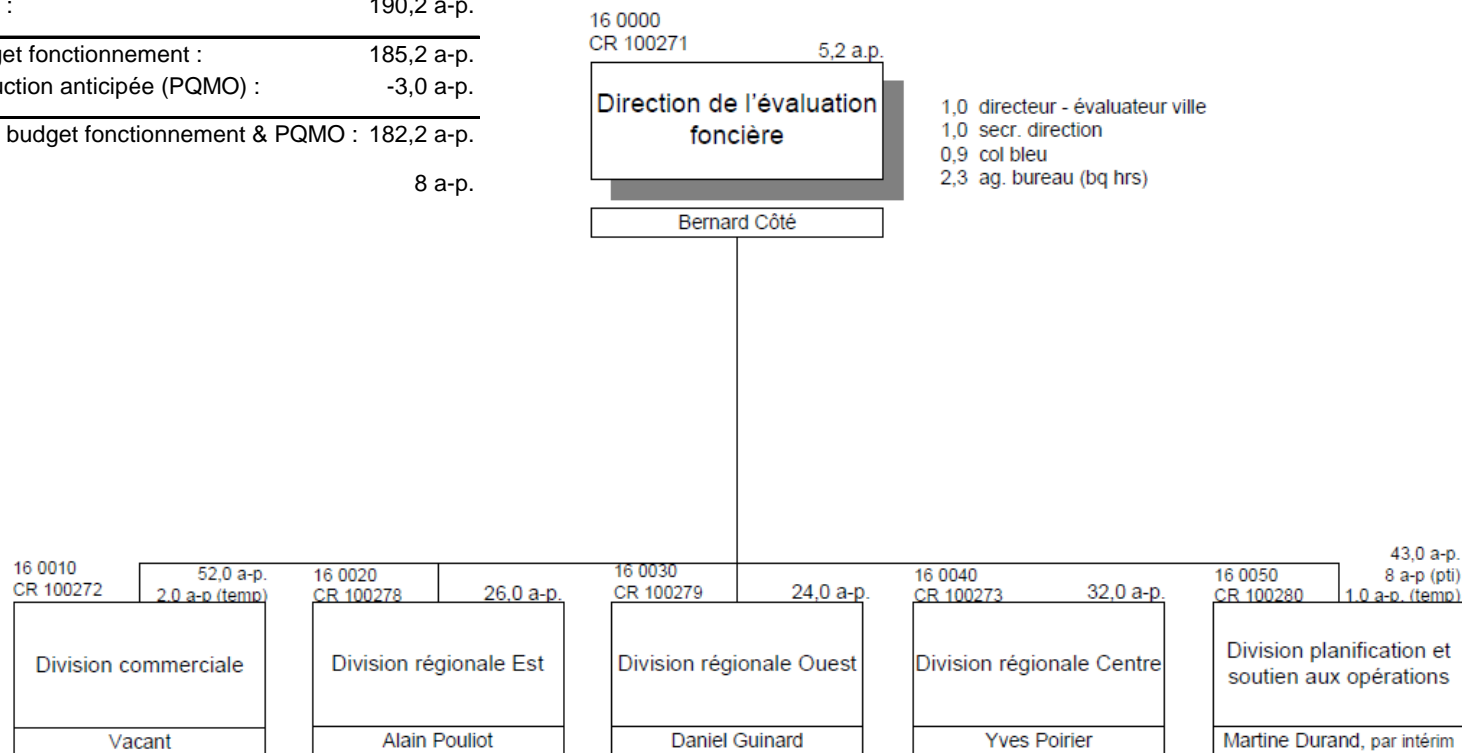 : 190,2 a-p.
fonctionnement : 185,2 a-p.
anticipée (PQMO) : -3,0 a-p.
budget fonctionnement & PQMO : 182,2 a-p.
8 a-p.
16 0000
CR 100271
5,2 a.p.
Direction de l'évaluation
foncière
Bernard Côté
1,0 directeur - évaluateur ville
1,0 secr. direction
0,9 col bleu
2,3 ag. bureau (bq hrs)
16 0010
CR 100272
52,0 a-p.
2,0 a-p (temp)
Division commerciale
Vacant
16 0020
CR 100278
26,0 a-p.
Division régionale Est
Alain Pouliot
16 0030
CR 100279
24,0 a-p.
Division régionale Ouest
Daniel Guinard
16 0040
CR 100273
32,0 a-p.
Division régionale Centre
Yves Poirier
16 0050
CR 100280
43,0 a-p.
8 a-p (pti)
1,0 a-p. (temp)
Division planification et
soutien aux opérations
Martine Durand, par intérim